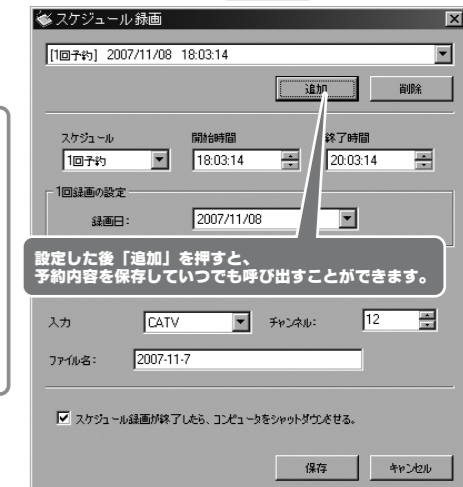 スケジュール録画
[1回予約] 2007/11/08 18:03:14
追加 削除
スケジュール 開始時間 終了時間
1回予約 18:03:14 20:03:14
1回録画の設定
録画日: 2007/11/08
設定した後「追加」を押すと、
予約内容を保存していつでも呼び出すことができます。
入力 CATV チャンネル: 12
ファイル名: 2007-11-7
スケジュール録画が終了したら、コンピュータをシャットダウンさせる。
保存 キャンセル